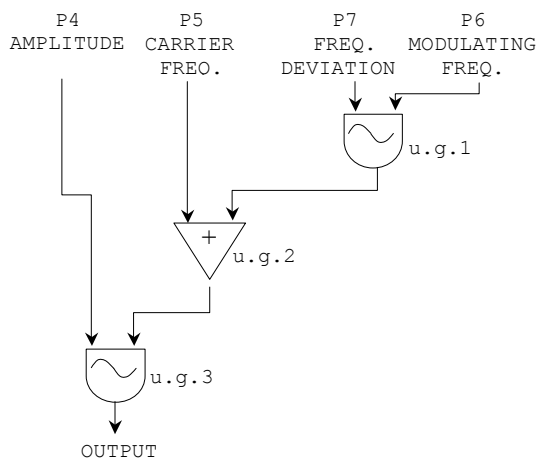 P4
AMPLITUDE
P5
CARRIER
FREQ.
P7
FREQ.
DEVIATION
P6
MODULATING
FREQ.
u.g.1
+
u.g.2
u.g.3
OUTPUT